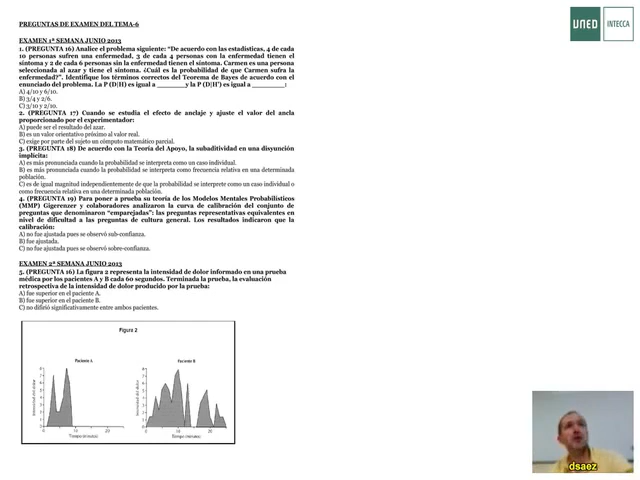 PREGUNTAS DE EXAMEN DEL TEMA-6
UNED
INTECCA
EXAMEN 1ª SEMANA JUNIO 2013
1. (PREGUNTA 16) Analice el problema siguiente: "De acuerdo con las estadísticas, 4 de cada
10 personas sufren una enfermedad, 3 de cada 4 personas con la enfermedad tienen el
síntoma y 2 de cada 6 personas sin la enfermedad tienen el síntoma. Carmen es una persona
seleccionada al azar y tiene el síntoma. ¿Cuál es la probabilidad de que Carmen sufra la
enfermedad?". Identifique los términos correctos del Teorema de Bayes de acuerdo con el
enunciado del problema. La P (D|H) es igual a ________ y la P (D|H') es igual a ________:
A) 4/10 y 6/10.
B) 3/4 y 2/6.
C) 3/10 y 2/10.
2. (PREGUNTA 17) Cuando se estudia el efecto de anclaje y ajuste el valor del ancla
proporcionado por el experimentador:
A) puede ser el resultado del azar.
B) es un valor orientativo próximo al valor real.
C) exige por parte del sujeto un cómputo matemático parcial.
3. (PREGUNTA 18) De acuerdo con la Teoría del Apoyo, la subaditividad en una disyunción
implícita:
A) es más pronunciada cuando la probabilidad se interpreta como un caso individual.
B) es más pronunciada cuando la probabilidad se interpreta como frecuencia relativa en una determinada
población.
C) es de igual magnitud independientemente de que la probabilidad se interprete como un caso individual o
como frecuencia relativa en una determinada población.
4. (PREGUNTA 19) Para poner a prueba su teoría de los Modelos Mentales Probabilísticos
(MMP) Gigerenzer y colaboradores analizaron la curva de calibración del conjunto de
preguntas que denominaron "emparejadas": las preguntas representativas equivalentes en
nivel de dificultad a las preguntas de cultura general. Los resultados indicaron que la
calibración:
A) no fue ajustada pues se observó sub-confianza.
B) fue ajustada.
C) no fue ajustada pues se observó sobre-confianza.
EXAMEN 2ª SEMANA JUNIO 2013
5. (PREGUNTA 16) La figura 2 representa la intensidad de dolor informado en una prueba
médica por los pacientes A y B cada 60 segundos. Terminada la prueba, la evaluación
retrospectiva de la intensidad de dolor producido por la prueba:
A) fue superior en el paciente A.
B) fue superior en el paciente B.
C) no difirió significativamente entre ambos pacientes.
Figura 2
Paciente A
Paciente B
Intensidad del dolor
Intensidad del dolor
0 10 20
0 10 20
Tiempo (minutos)
Tiempo (minutos)
dsaez